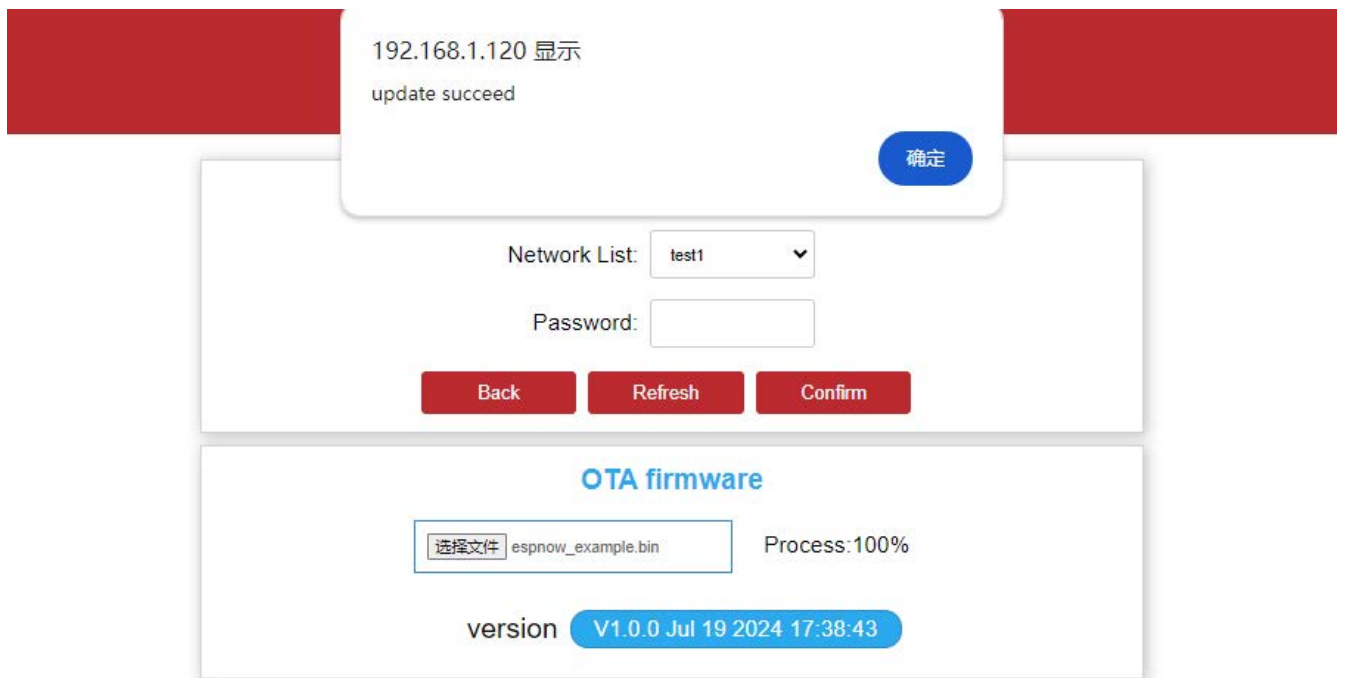 192.168.1.120 显示
update succeed
确定
Network List: test1
Password:
Back Refresh Confirm
OTA firmware
选择文件 espnow_example.bin Process:100%
version V1.0.0 Jul 19 2024 17:38:43